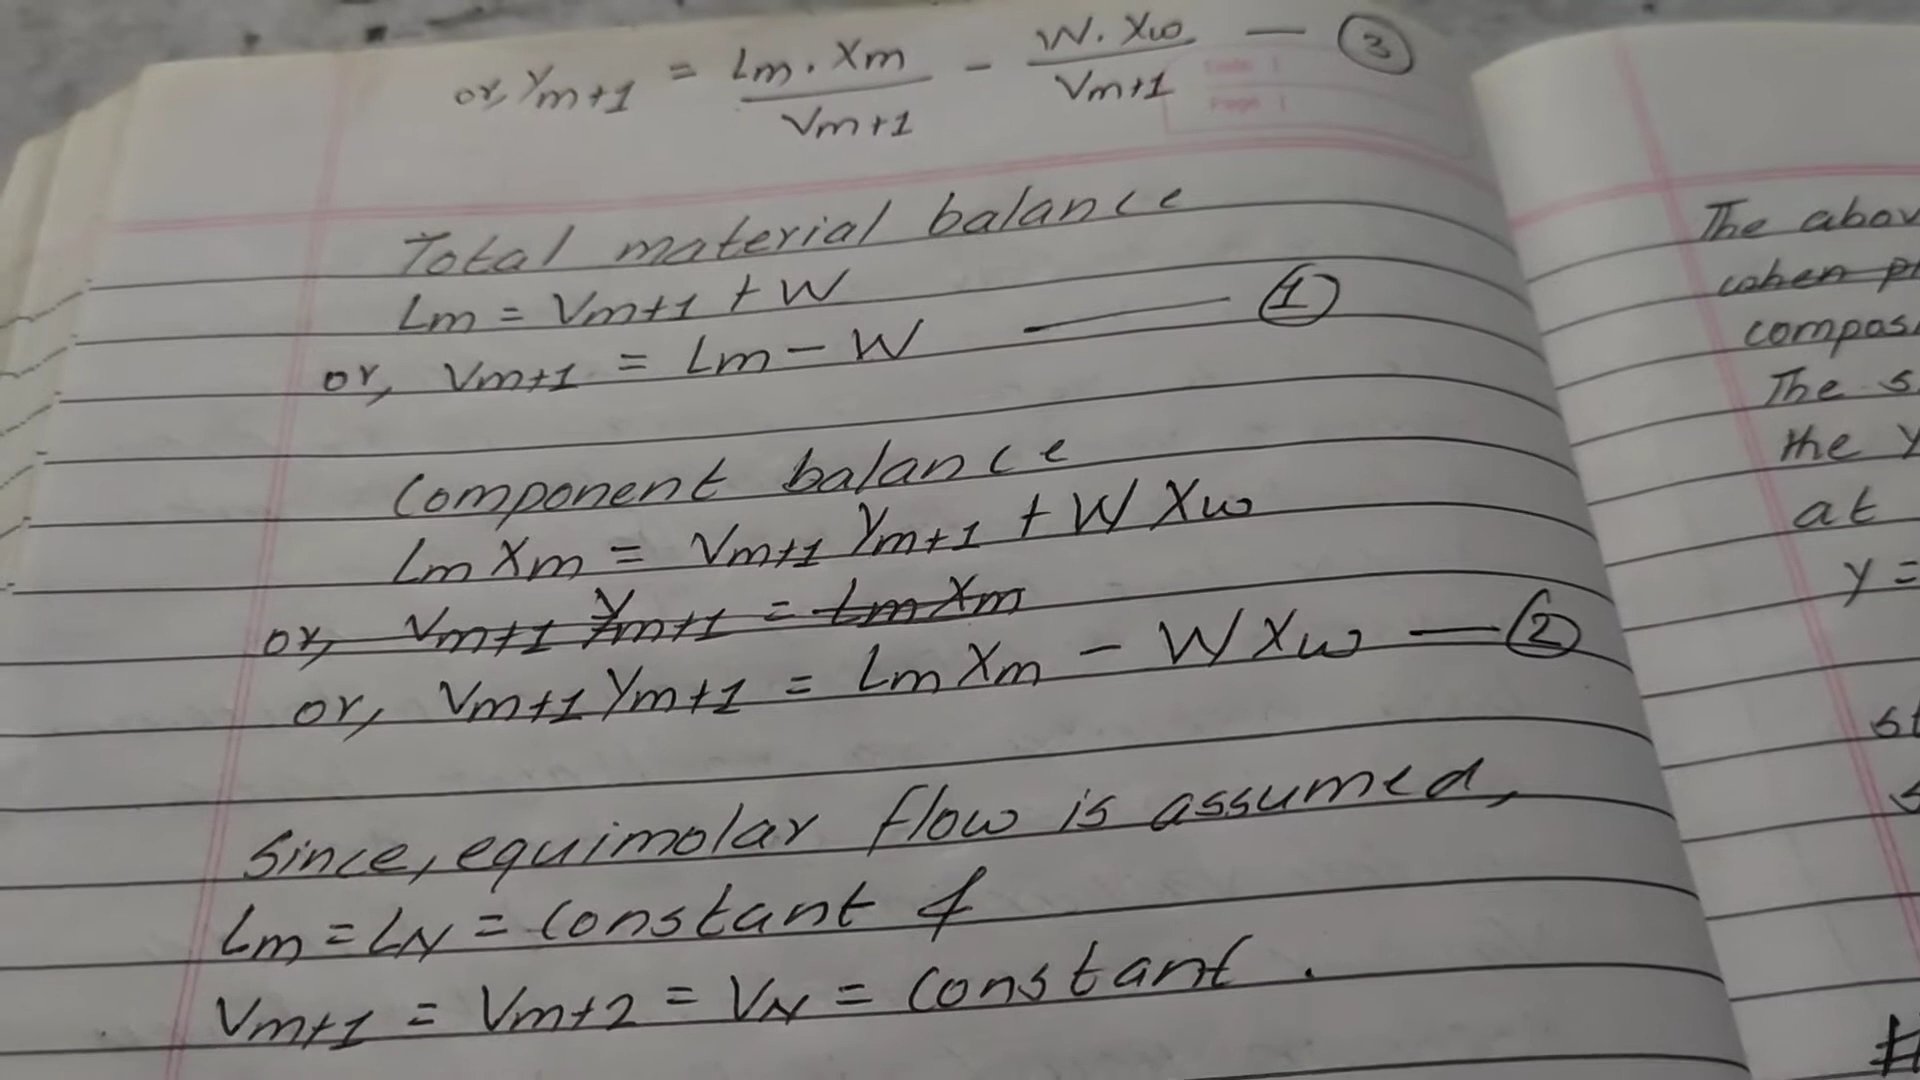 or, Ym+1 = Lm . Xm / Vm+1 - W. Xw / Vm+1 — ③
Total material balance
Lm = Vm+1 + W
or, Vm+1 = Lm - W — ①
Component balance
Lm Xm = Vm+1 Ym+1 + W Xw
or, Vm+1 Ym+1 = Lm Xm
or, Vm+1 Ym+1 = Lm Xm - W Xw — ②
Since, equimolar flow is assumed,
Lm = LN = Constant &
Vm+1 = Vm+2 = VN = Constant.
The
when
The
the Y
at
y =